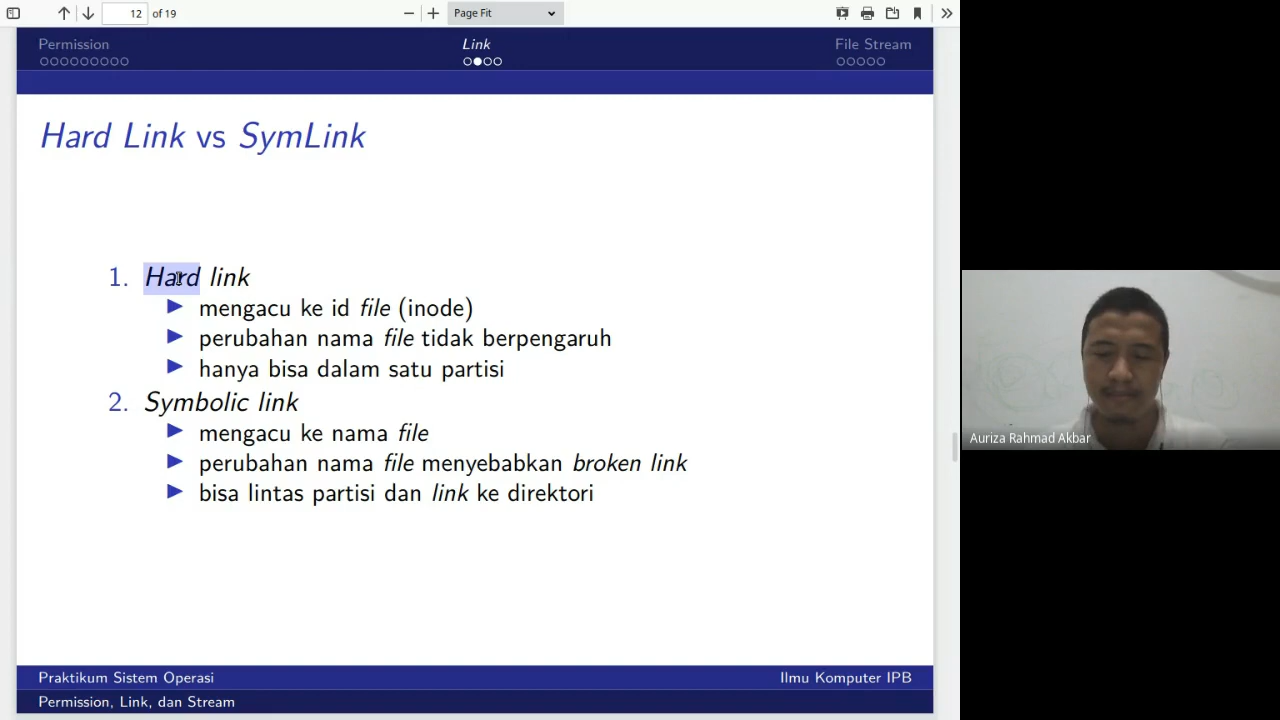 12 of 19
Page Fit
Permission
Link
File Stream
Hard Link vs SymLink
1. Hard link
mengacu ke id file (inode)
perubahan nama file tidak berpengaruh
hanya bisa dalam satu partisi
2. Symbolic link
mengacu ke nama file
perubahan nama file menyebabkan broken link
bisa lintas partisi dan link ke direktori
Auriza Rahmad Akbar
Praktikum Sistem Operasi
Ilmu Komputer IPB
Permission, Link, dan Stream